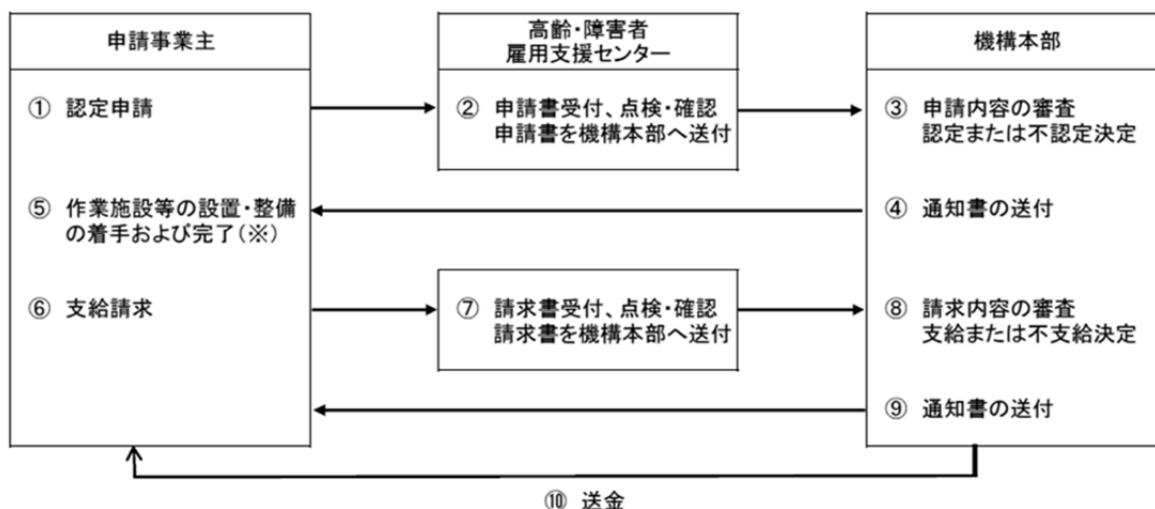 申請事業主
高齢・障害者
雇用支援センター
機構本部
① 認定申請
② 申請書受付、点検・確認
申請書を機構本部へ送付
③ 申請内容の審査
認定または不認定決定
⑤ 作業施設等の設置・整備
の着手および完了(※)
④ 通知書の送付
⑥ 支給請求
⑦ 請求書受付、点検・確認
請求書を機構本部へ送付
⑧ 請求内容の審査
支給または不支給決定
⑨ 通知書の送付
⑩ 送金